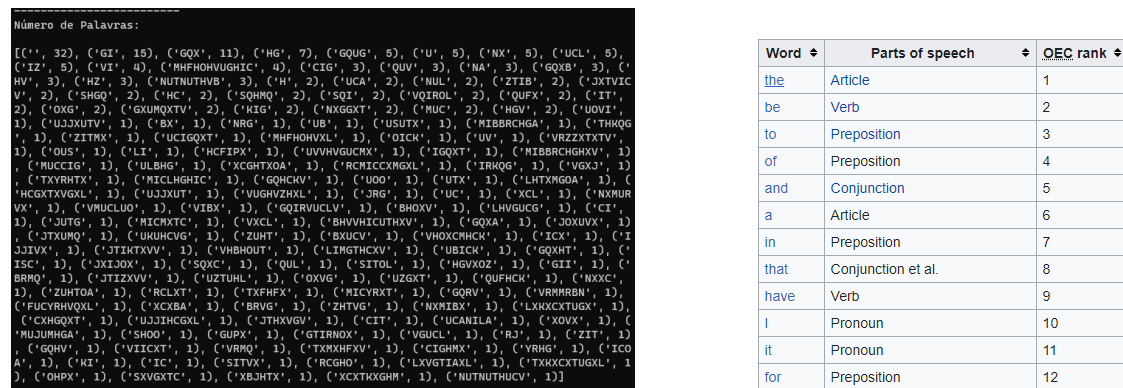 Número de Palavras:
[('', 32), ('GI', 15), ('GQX', 11), ('HG', 7), ('GQUG', 5), ('U', 5), ('NX', 5), ('UCL', 5), (
'IZ', 5), ('VI', 4), ('MHFHOHVUGHIC', 4), ('CIG', 3), ('QUV', 3), ('NA', 3), ('GQXB', 3), ('
HV', 3), ('HZ', 3), ('NUTNUTHVB', 3), ('H', 2), ('UCA', 2), ('NUL', 2), ('ZTIB', 2), ('JXTVIC
V', 2), ('SHGQ', 2), ('HC', 2), ('SQHMQ', 2), ('SQI', 2), ('VQIROL', 2), ('QUFX', 2), ('IT',
2), ('OXG', 2), ('GXUMQXTV', 2), ('KIG', 2), ('NXGGXT', 2), ('MUC', 2), ('HGV', 2), ('UOVI',
1), ('UJJXUTV', 1), ('BX', 1), ('NRG', 1), ('UB', 1), ('USUTX', 1), ('MIBBRCHGA', 1), ('THKQG
', 1), ('ZITMX', 1), ('UCIGQXT', 1), ('MHFHOHVXL', 1), ('OICK', 1), ('UV', 1), ('VRZZXTXTV',
1), ('OUS', 1), ('LI', 1), ('HCFIPX', 1), ('UVVHVGUCMX', 1), ('IGQXT', 1), ('MIBBRCHGHXV', 1)
, ('MUCCIG', 1), ('ULBHG', 1), ('XCGHTXOA', 1), ('RCMICCXMGXL', 1), ('IRKQG', 1), ('VGXJ', 1)
, ('TXYRHTX', 1), ('MICLHGHIC', 1), ('GQHCKV', 1), ('UOO', 1), ('UTX', 1), ('LHTXMGOA', 1), (
'HCGXTXVGXL', 1), ('UJJXUT', 1), ('VUGHVZHXL', 1), ('JRG', 1), ('UC', 1), ('XCL', 1), ('NXMUR
VX', 1), ('VMUCLUO', 1), ('VIBX', 1), ('GQIRVUCLV', 1), ('BHOXV', 1), ('LHVGUCG', 1), ('CI',
1), ('JUTG', 1), ('MICMXTC', 1), ('VXCL', 1), ('BHVVHICUTHXV', 1), ('GQXA', 1), ('JOXUVX', 1)
, ('JTXUMQ', 1), ('UKUHCVG', 1), ('ZUHT', 1), ('BXUCV', 1), ('VHOXCMHCK', 1), ('ICX', 1), ('I
JJIVX', 1), ('JTIKTXVV', 1), ('VHBHOUT', 1), ('LIMGTHCXV', 1), ('UBICK', 1), ('GQXHT', 1), ('
ISC', 1), ('JXIJOX', 1), ('SQXC', 1), ('QUL', 1), ('SITOL', 1), ('HGVXOZ', 1), ('GII', 1), ('
BRMQ', 1), ('JTIZXVV', 1), ('UZTUHL', 1), ('OXVG', 1), ('UZGXT', 1), ('QUFHCK', 1), ('NXXC',
1), ('ZUHTOA', 1), ('RCLXT', 1), ('TXFHFX', 1), ('MICYRXT', 1), ('GQRV', 1), ('VRMMRBN', 1),
('FUCYRHVQXL', 1), ('XCXBA', 1), ('BRVG', 1), ('ZHTVG', 1), ('NXMIBX', 1), ('LXKXCXTUGX', 1),
('CXHGQXT', 1), ('UJJIHCGXL', 1), ('JTHXVGV', 1), ('CIT', 1), ('UCANILA', 1), ('XOVX', 1), (
'MUJUMHGA', 1), ('SHOO', 1), ('GUPX', 1), ('GTIRNOX', 1), ('VGUCL', 1), ('RJ', 1), ('ZIT', 1)
, ('GQHV', 1), ('VIICXT', 1), ('VRMQ', 1), ('TXMXHFXV', 1), ('CIGHMX', 1), ('YRHG', 1), ('ICO
A', 1), ('KI', 1), ('IC', 1), ('SITVX', 1), ('RCGHO', 1), ('LXVGTIAXL', 1), ('TXKXCXTUGXL', 1
), ('OHPX', 1), ('SXVGXTC', 1), ('XBJHTX', 1), ('XCXTKXGHM', 1), ('NUTNUTHUCV', 1)]
Word Parts of speech OEC rank
the Article 1
be Verb 2
to Preposition 3
of Preposition 4
and Conjunction 5
a Article 6
in Preposition 7
that Conjunction et al. 8
have Verb 9
I Pronoun 10
it Pronoun 11
for Preposition 12